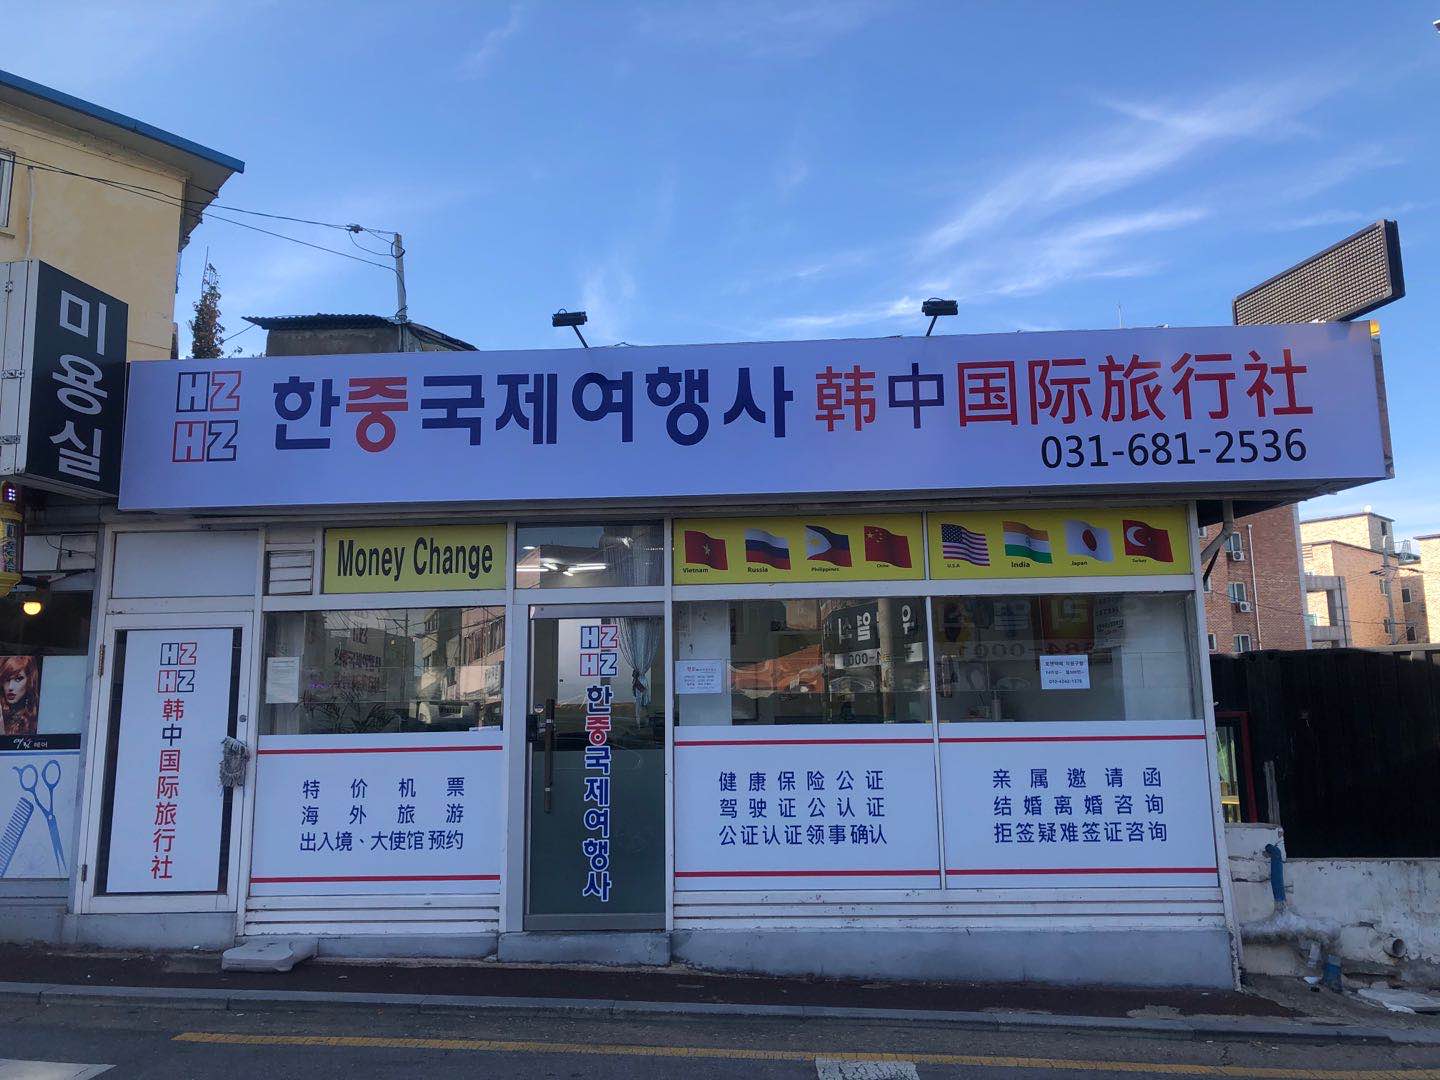 미용실
HZ
HZ
한중국제여행사 韩中国际旅行社
031-681-2536
Money Change
Vietnam
Russia
Philippines
China
U.S.A
India
Japan
Turkey
HZ
HZ
韩中国际旅行社
特价机票
海外旅游
出入境、大使馆预约
HZ
HZ
한중국제여행사
健康保险公证
驾驶证公认证
公证认证领事确认
亲属邀请函
结婚离婚咨询
拒签疑难签证咨询
헤어